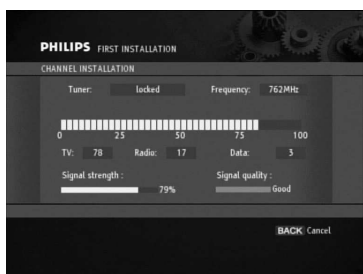 PHILIPS FIRST INSTALLATION
CHANNEL INSTALLATION
Tuner: locked Frequency: 762MHz
0 25 50 75 100
TV: 78 Radio: 17 Data: 3
Signal strength : Signal quality :
79% Good
BACK Cancel